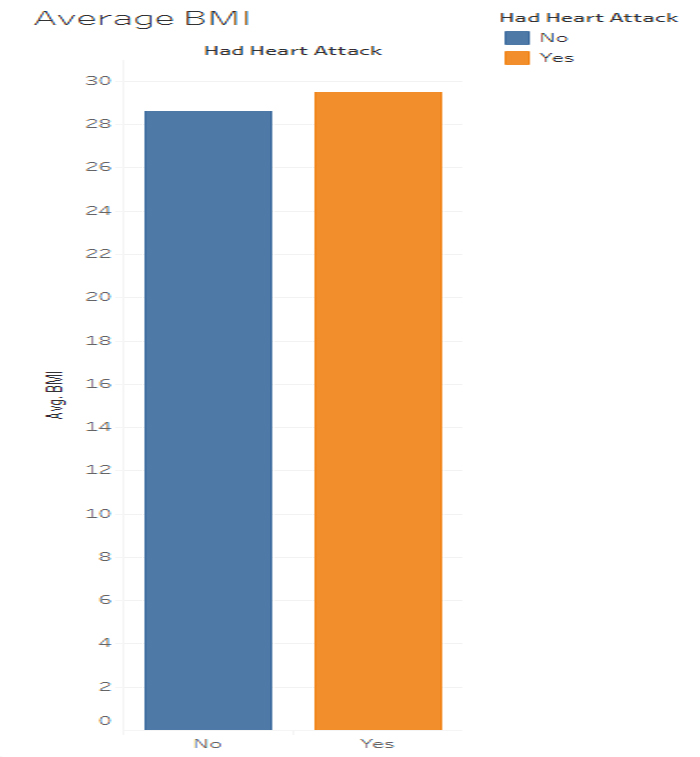 Average BMI
Had Heart Attack
Had Heart Attack
No
Yes
30
28
26
24
22
20
18
16
14
12
10
8
6
4
2
0
Avg. BMI
No
Yes